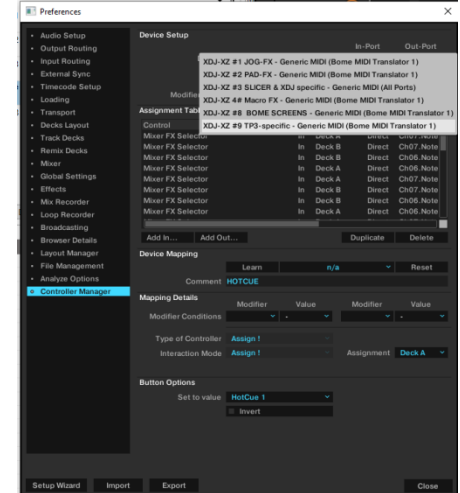 Preferences
Audio Setup
Output Routing
Input Routing
External Sync
Timecode Setup
Loading
Transport
Decks Layout
Track Decks
Remix Decks
Mixer
Global Settings
Effects
Mix Recorder
Loop Recorder
Broadcasting
Browser Details
Layout Manager
File Management
Analyze Options
Controller Manager
Device Setup
In-Port Out-Port
XDJ-XZ #1 JOG-FX - Generic MIDI (Bome MIDI Translator 1)
XDJ-XZ #2 PAD-FX - Generic MIDI (Bome MIDI Translator 1)
XDJ-XZ #3 SLICER & XDJ specific - Generic MIDI (All Ports)
XDJ-XZ 4# Macro FX - Generic MIDI (Bome MIDI Translator 1)
XDJ-XZ #8 BOME SCREENS - Generic MIDI (Bome MIDI Translator 1)
XDJ-XZ #9 TP3-specific - Generic MIDI (Bome MIDI Translator 1)
Modifie
Assignment Tabl
Control
Mixer FX Selector In Deck A Direct Ch07.Note
Mixer FX Selector In Deck B Direct Ch07.Note
Mixer FX Selector In Deck B Direct Ch06.Note
Mixer FX Selector In Deck A Direct Ch06.Note
Mixer FX Selector In Deck A Direct Ch07.Note
Mixer FX Selector In Deck B Direct Ch07.Note
Mixer FX Selector In Deck B Direct Ch06.Note
Mixer FX Selector In Deck A Direct Ch06.Note
Add In... Add Out... Duplicate Delete
Device Mapping
Learn n/a Reset
Comment HOTCUE
Mapping Details
Modifier Value Modifier Value
Modifier Conditions - -
Type of Controller Assign !
Interaction Mode Assign ! Assignment Deck A
Button Options
Set to value HotCue 1
Invert
Setup Wizard Import Export Close